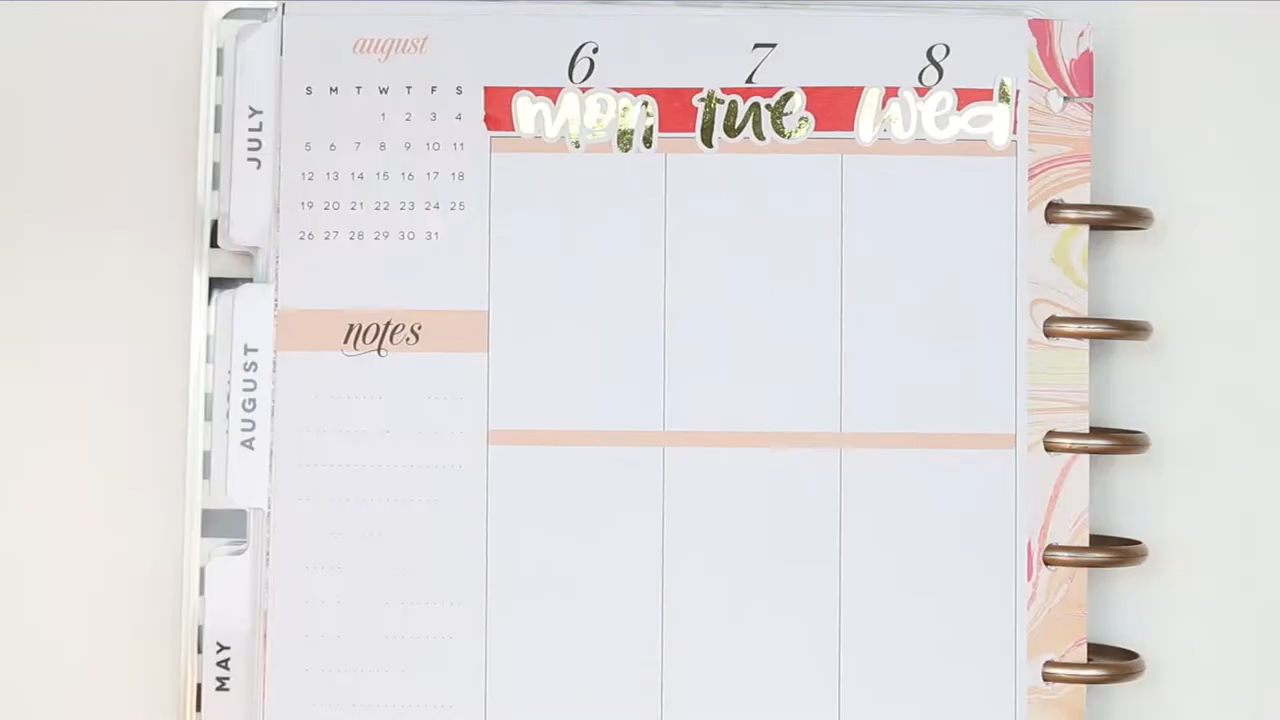 august
S M T W T F S
1 2 3 4
5 6 7 8 9 10 11
12 13 14 15 16 17 18
19 20 21 22 23 24 25
26 27 28 29 30 31
notes
6 7 8
mon tue wed
JULY
AUGUST
MAY